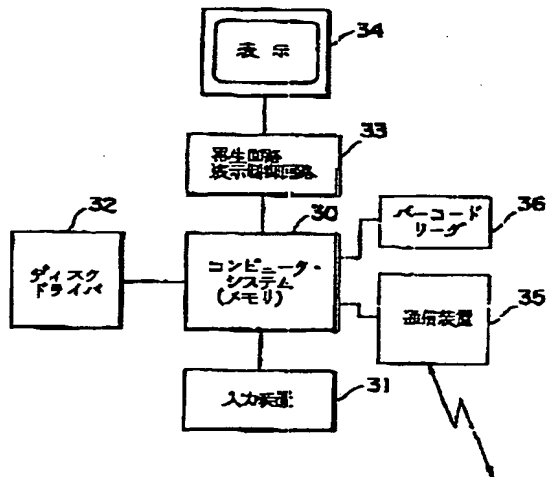 34
表示
33
再生回路
表示制御回路
32
30
36
バーコード
リーダ
ディスク
ドライバ
コンピュータ・
システム
(メモリ)
35
通信装置
31
入力装置